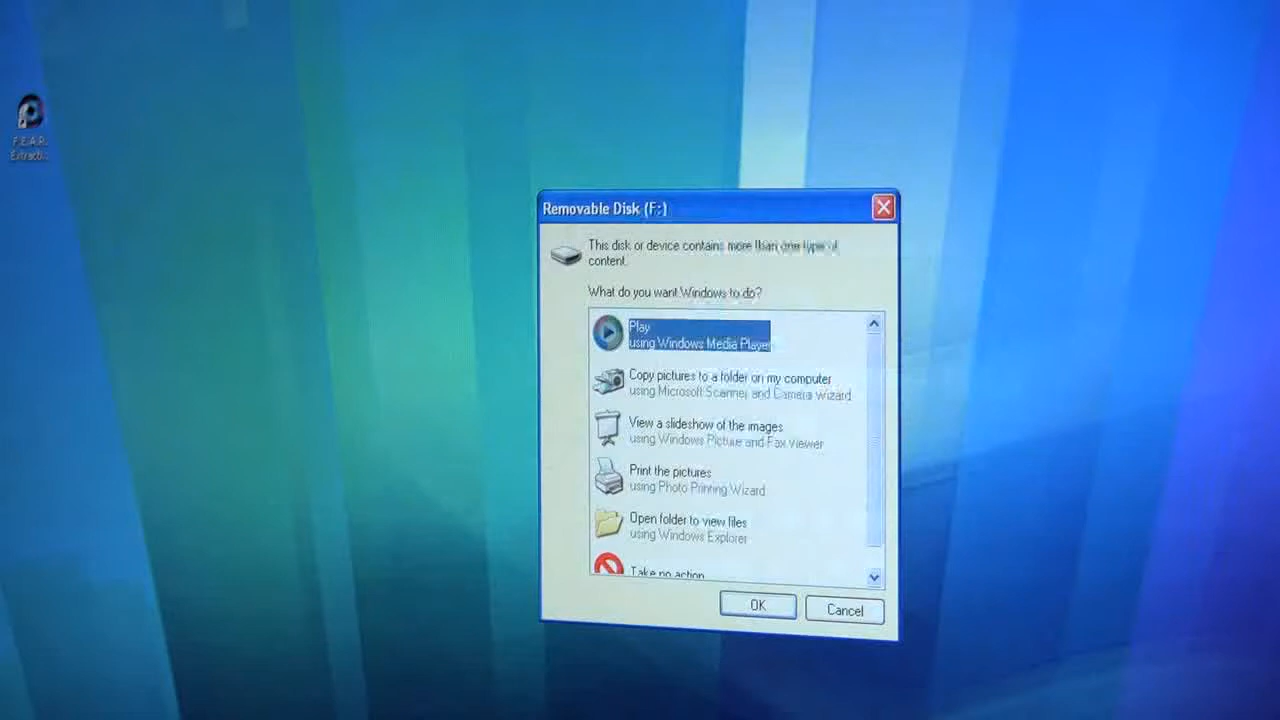 F.E.A.R.
Extracti...
Removable Disk (F:)
This disk or device contains more than one type of
content.
What do you want Windows to do?
Play
using Windows Media Player
Copy pictures to a folder on my computer
using Microsoft Scanner and Camera Wizard
View a slideshow of the images
using Windows Picture and Fax Viewer
Print the pictures
using Photo Printing Wizard
Open folder to view files
using Windows Explorer
Take no action
OK
Cancel